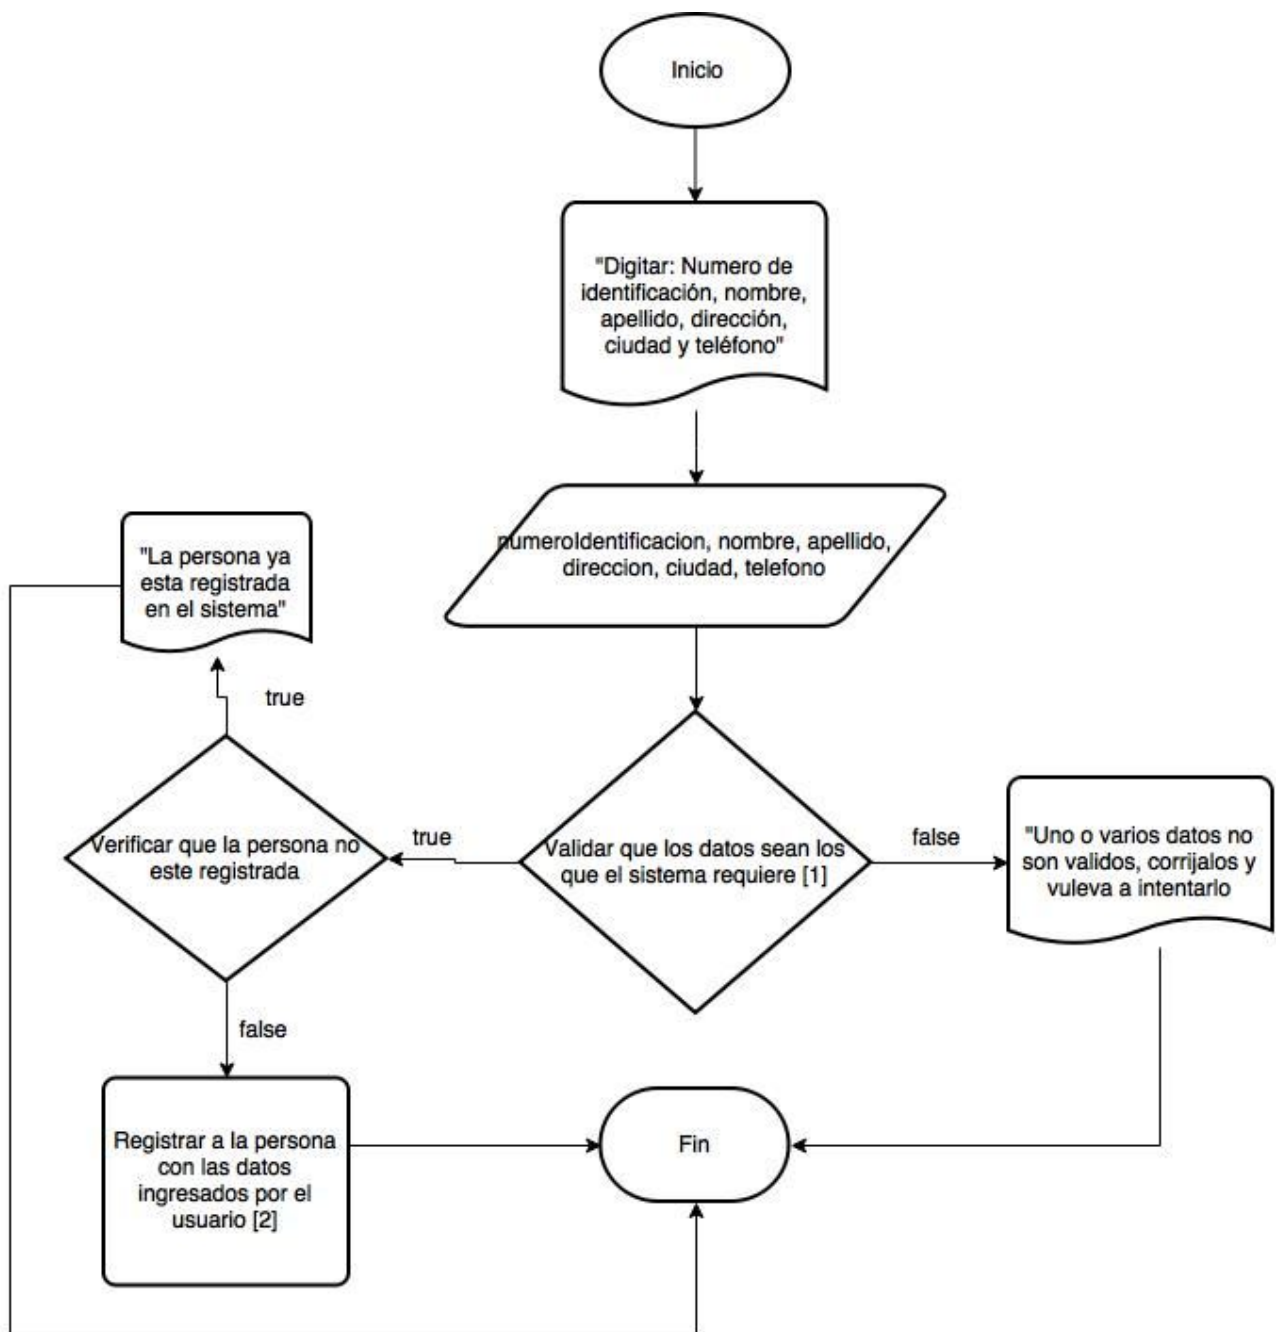 Inicio
"Digitar: Numero de
identificación, nombre,
apellido, dirección,
ciudad y teléfono"
numeroIdentificacion, nombre, apellido,
direccion, ciudad, telefono
"La persona ya
esta registrada
en el sistema"
true
Verificar que la persona no
este registrada
true
Validar que los datos sean los
que el sistema requiere [1]
false
"Uno o varios datos no
son validos, corrijalos y
vuleva a intentarlo
false
Registrar a la persona
con las datos
ingresados por el
usuario [2]
Fin